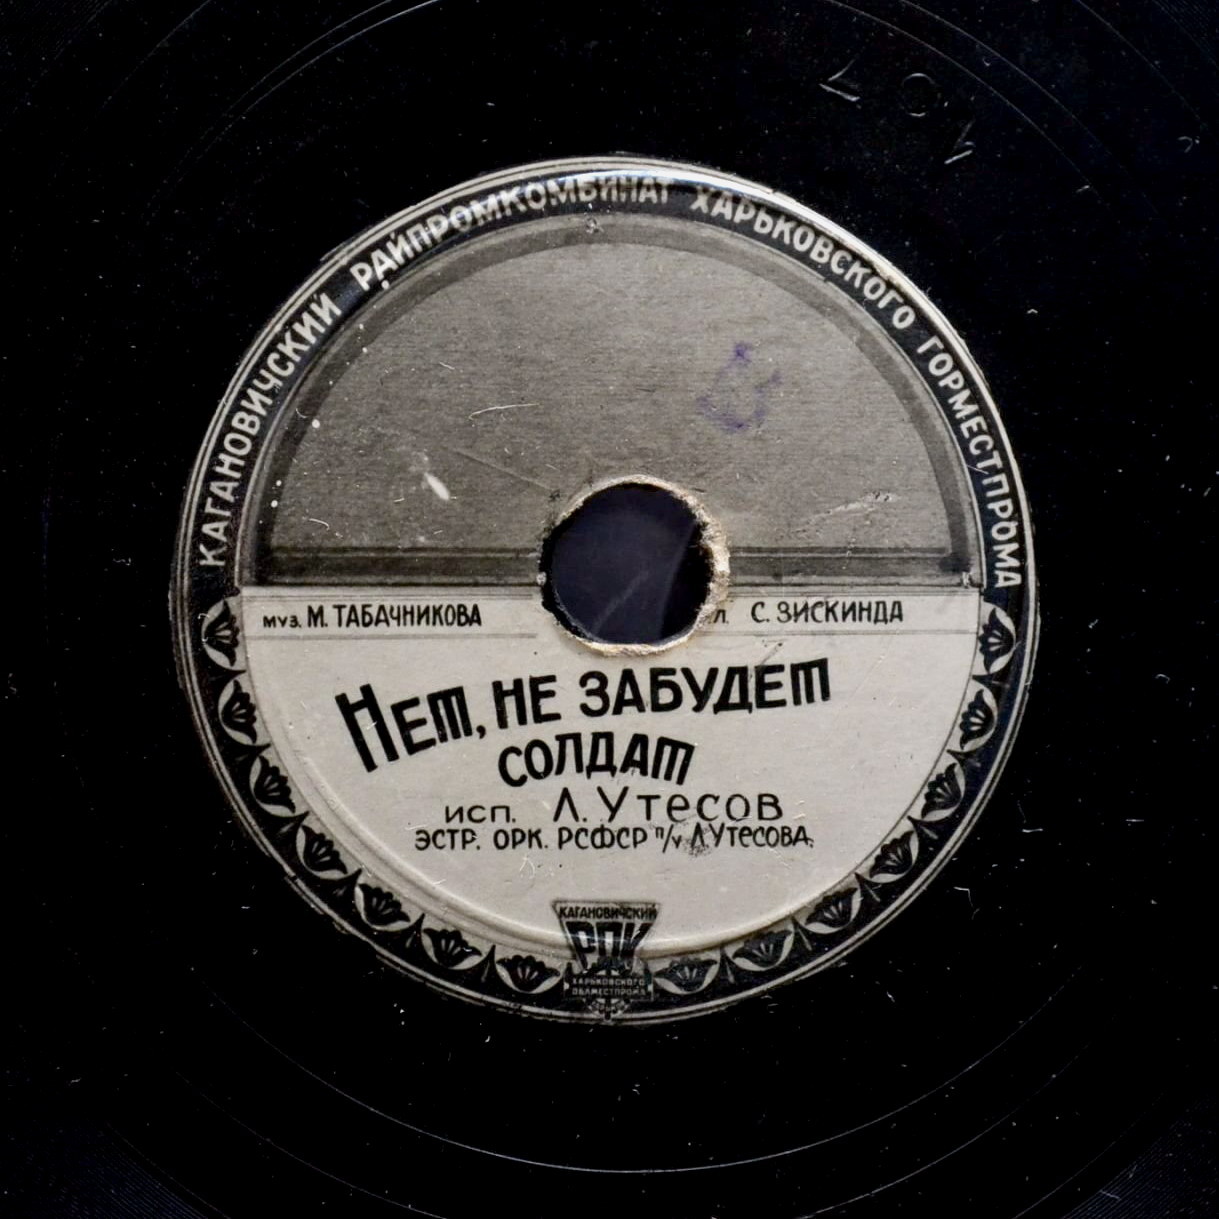 КАГАНОВИЧСКИЙ РАЙПРОМКОМБИНАТ ХАРЬКОВСКОГО ГОРМЕСТПРОМА
МУЗ. М. ТАБАЧНИКОВА Л. С. ЗИСКИНДА
НЕТ, НЕ ЗАБУДЕТ
СОЛДАТ
ИСП. Л. УТЕСОВ
ЭСТР. ОРК. РСФСР П/У Л УТЕСОВА.
КАГАНОВИЧСКИЙ
РПК
ХАРЬКОВСКОГО
ОБЛМЕСТПРОМА